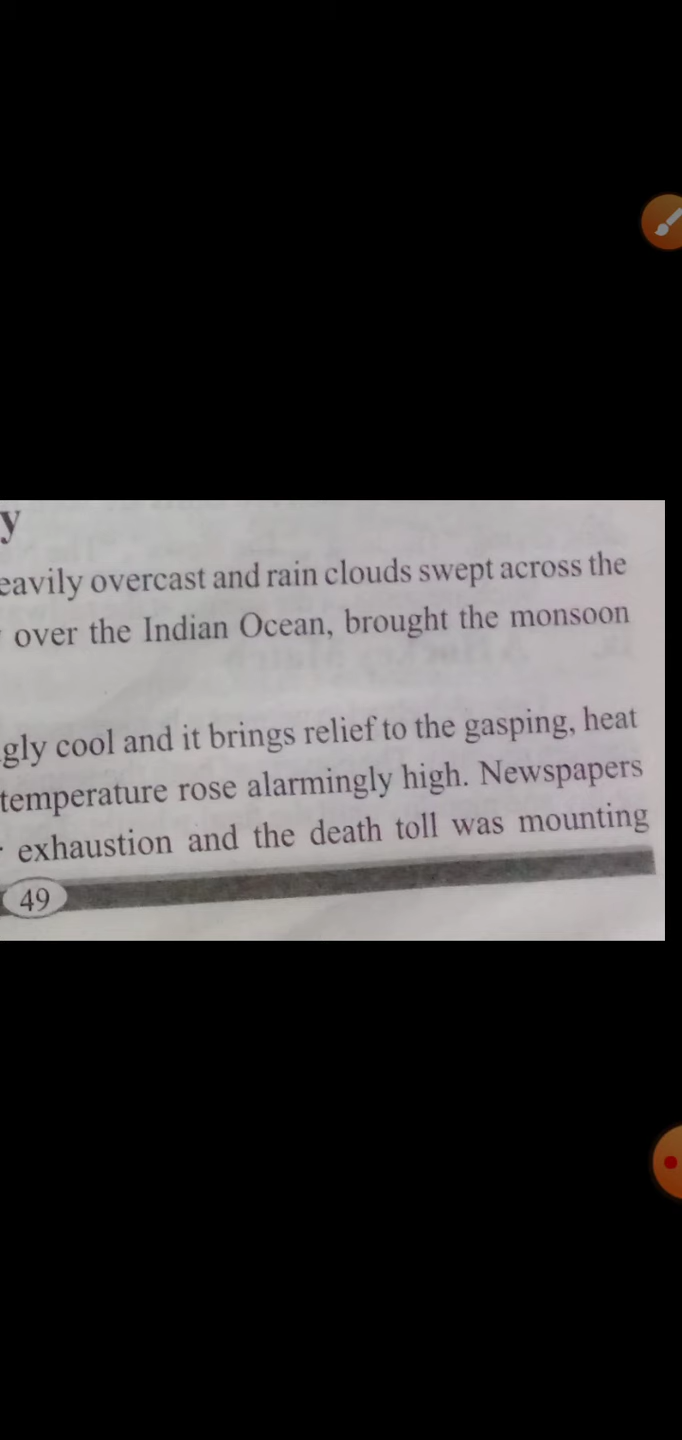 y
eavily overcast and rain clouds swept across the
over the Indian Ocean, brought the monsoon
gly cool and it brings relief to the gasping, heat
temperature rose alarmingly high. Newspapers
exhaustion and the death toll was mounting
49